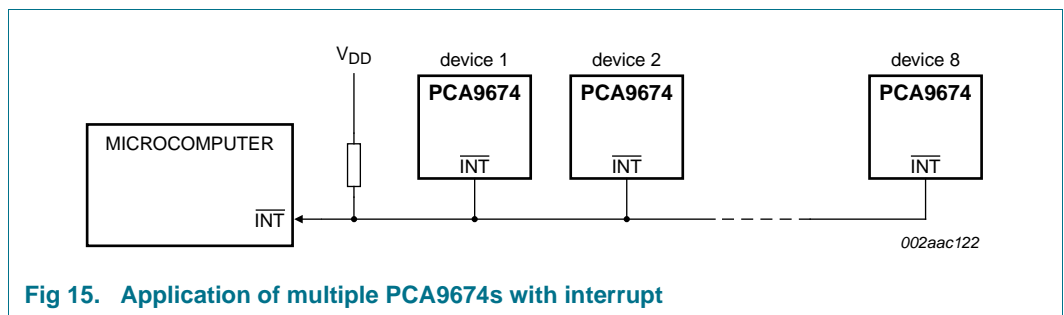 V_DD
device 1 device 2 device 8
PCA9674 PCA9674 PCA9674
MICROCOMPUTER
INT INT INT
INT
002aac122
Fig 15. Application of multiple PCA9674s with interrupt